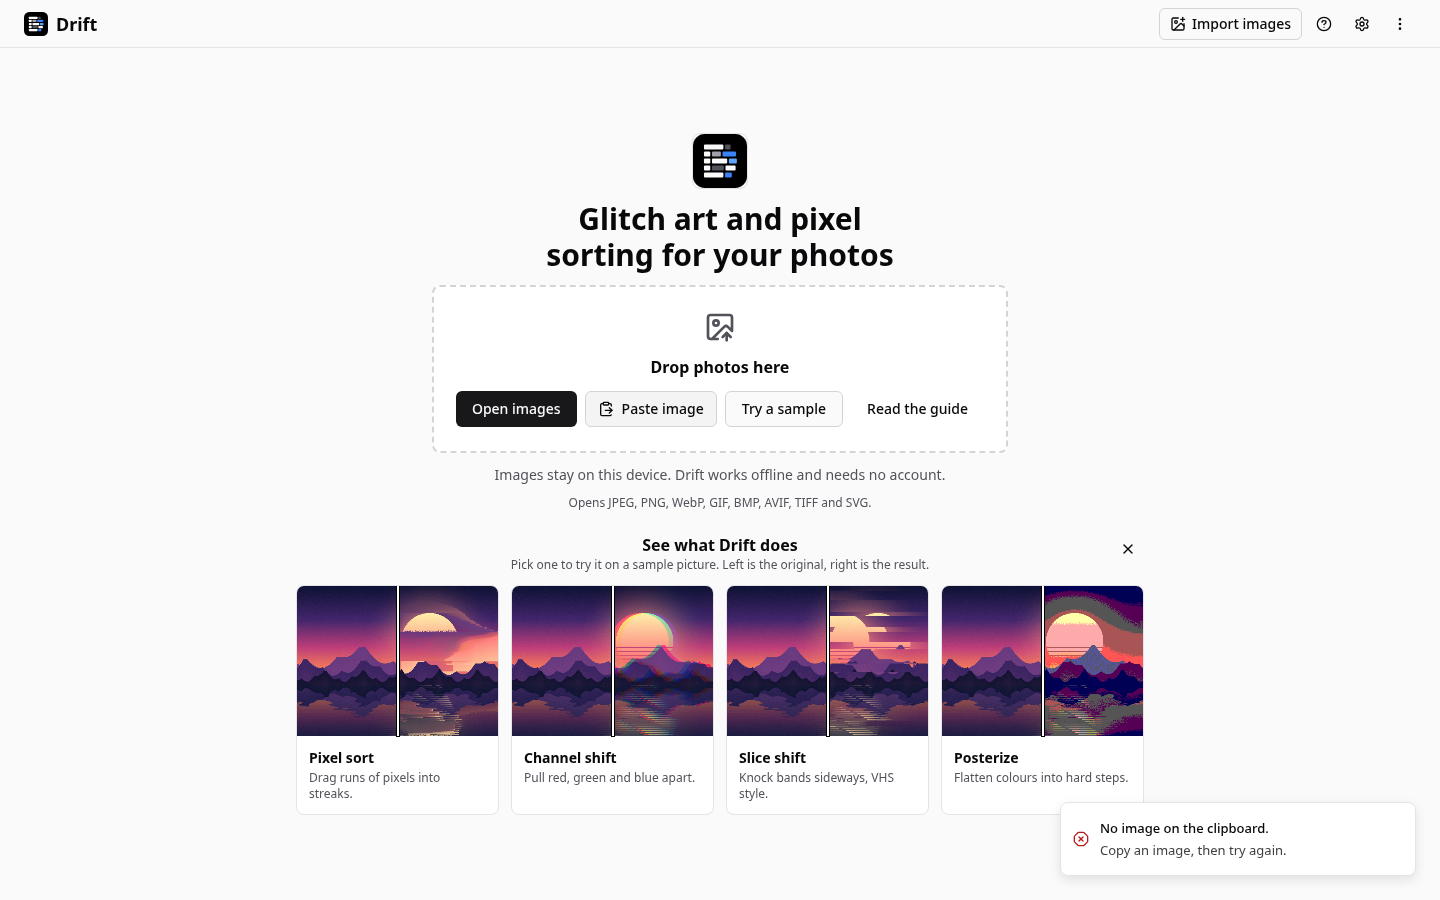 Drift
Import images
Glitch art and pixel
sorting for your photos
Drop photos here
Open images
Paste image
Try a sample
Read the guide
Images stay on this device. Drift works offline and needs no account.
Opens JPEG, PNG, WebP, GIF, BMP, AVIF, TIFF and SVG.
See what Drift does
Pick one to try it on a sample picture. Left is the original, right is the result.
Pixel sort
Drag runs of pixels into
streaks.
Channel shift
Pull red, green and blue apart.
Slice shift
Knock bands sideways, VHS
style.
Posterize
Flatten colours into hard steps.
No image on the clipboard.
Copy an image, then try again.